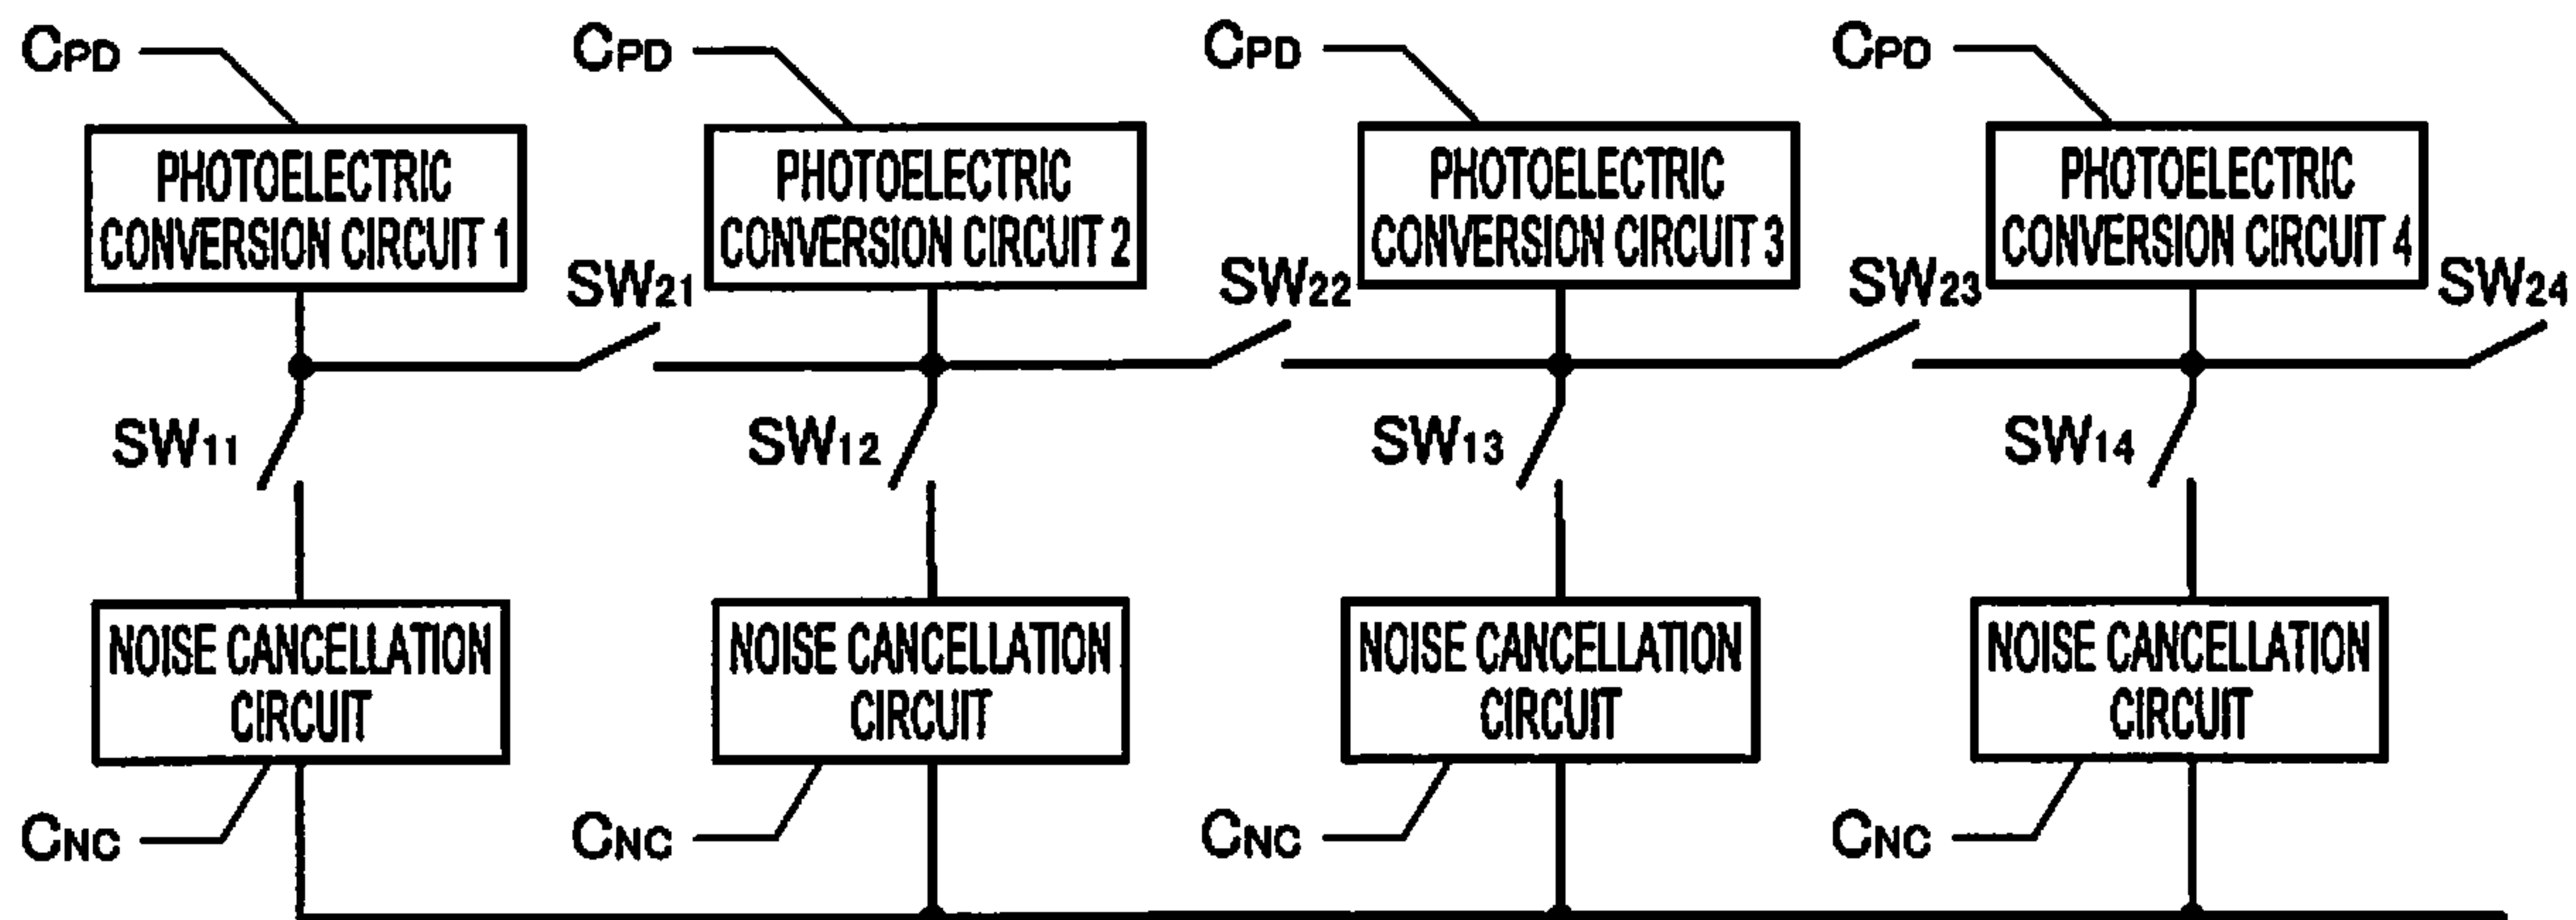 CPD CPD CPD CPD
PHOTOELECTRIC
CONVERSION CIRCUIT 1
PHOTOELECTRIC
CONVERSION CIRCUIT 2
PHOTOELECTRIC
CONVERSION CIRCUIT 3
PHOTOELECTRIC
CONVERSION CIRCUIT 4
SW21 SW22 SW23 SW24
SW11 SW12 SW13 SW14
NOISE CANCELLATION
CIRCUIT
NOISE CANCELLATION
CIRCUIT
NOISE CANCELLATION
CIRCUIT
NOISE CANCELLATION
CIRCUIT
CNC CNC CNC CNC